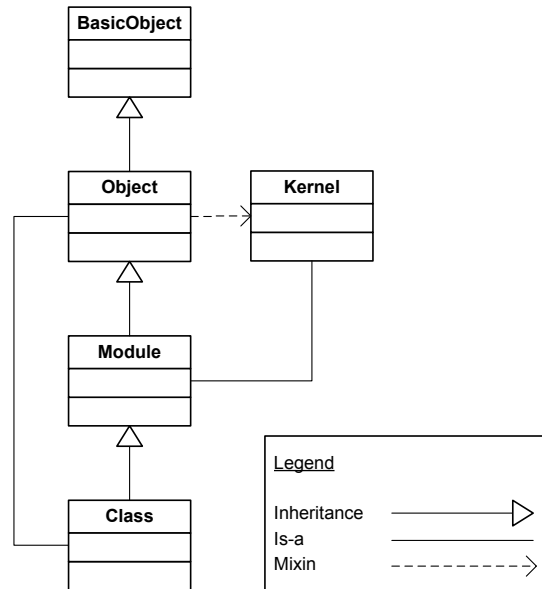 BasicObject
Object
Kernel
Module
Class
Legend
Inheritance
Is-a
Mixin